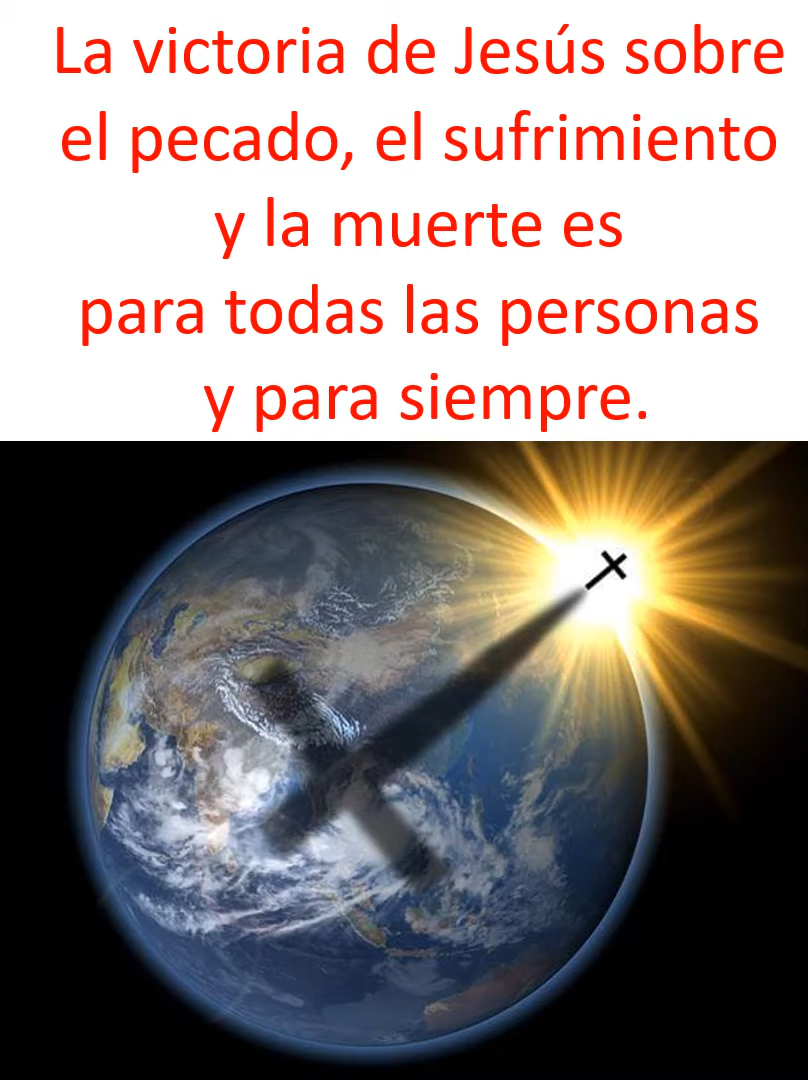 La victoria de Jesús sobre
el pecado, el sufrimiento
y la muerte es
para todas las personas
y para siempre.